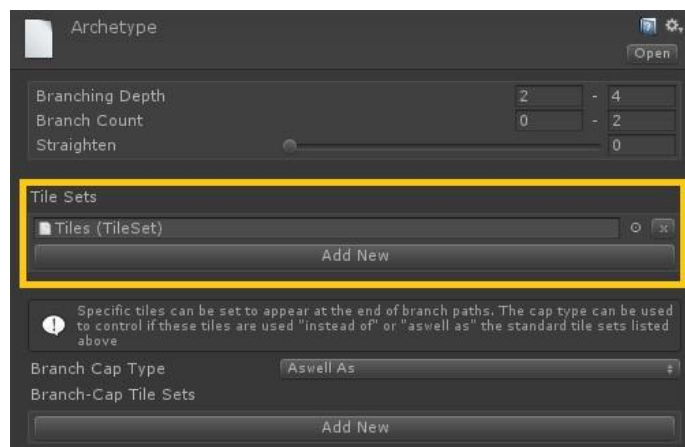 Archetype
Open
Branching Depth 2 - 4
Branch Count 0 - 2
Straighten 0
Tile Sets
Tiles (TileSet)
Add New
Specific tiles can be set to appear at the end of branch paths. The cap type can be used
to control if these tiles are used "instead of" or "aswell as" the standard tile sets listed
above
Branch Cap Type Aswell As
Branch-Cap Tile Sets
Add New